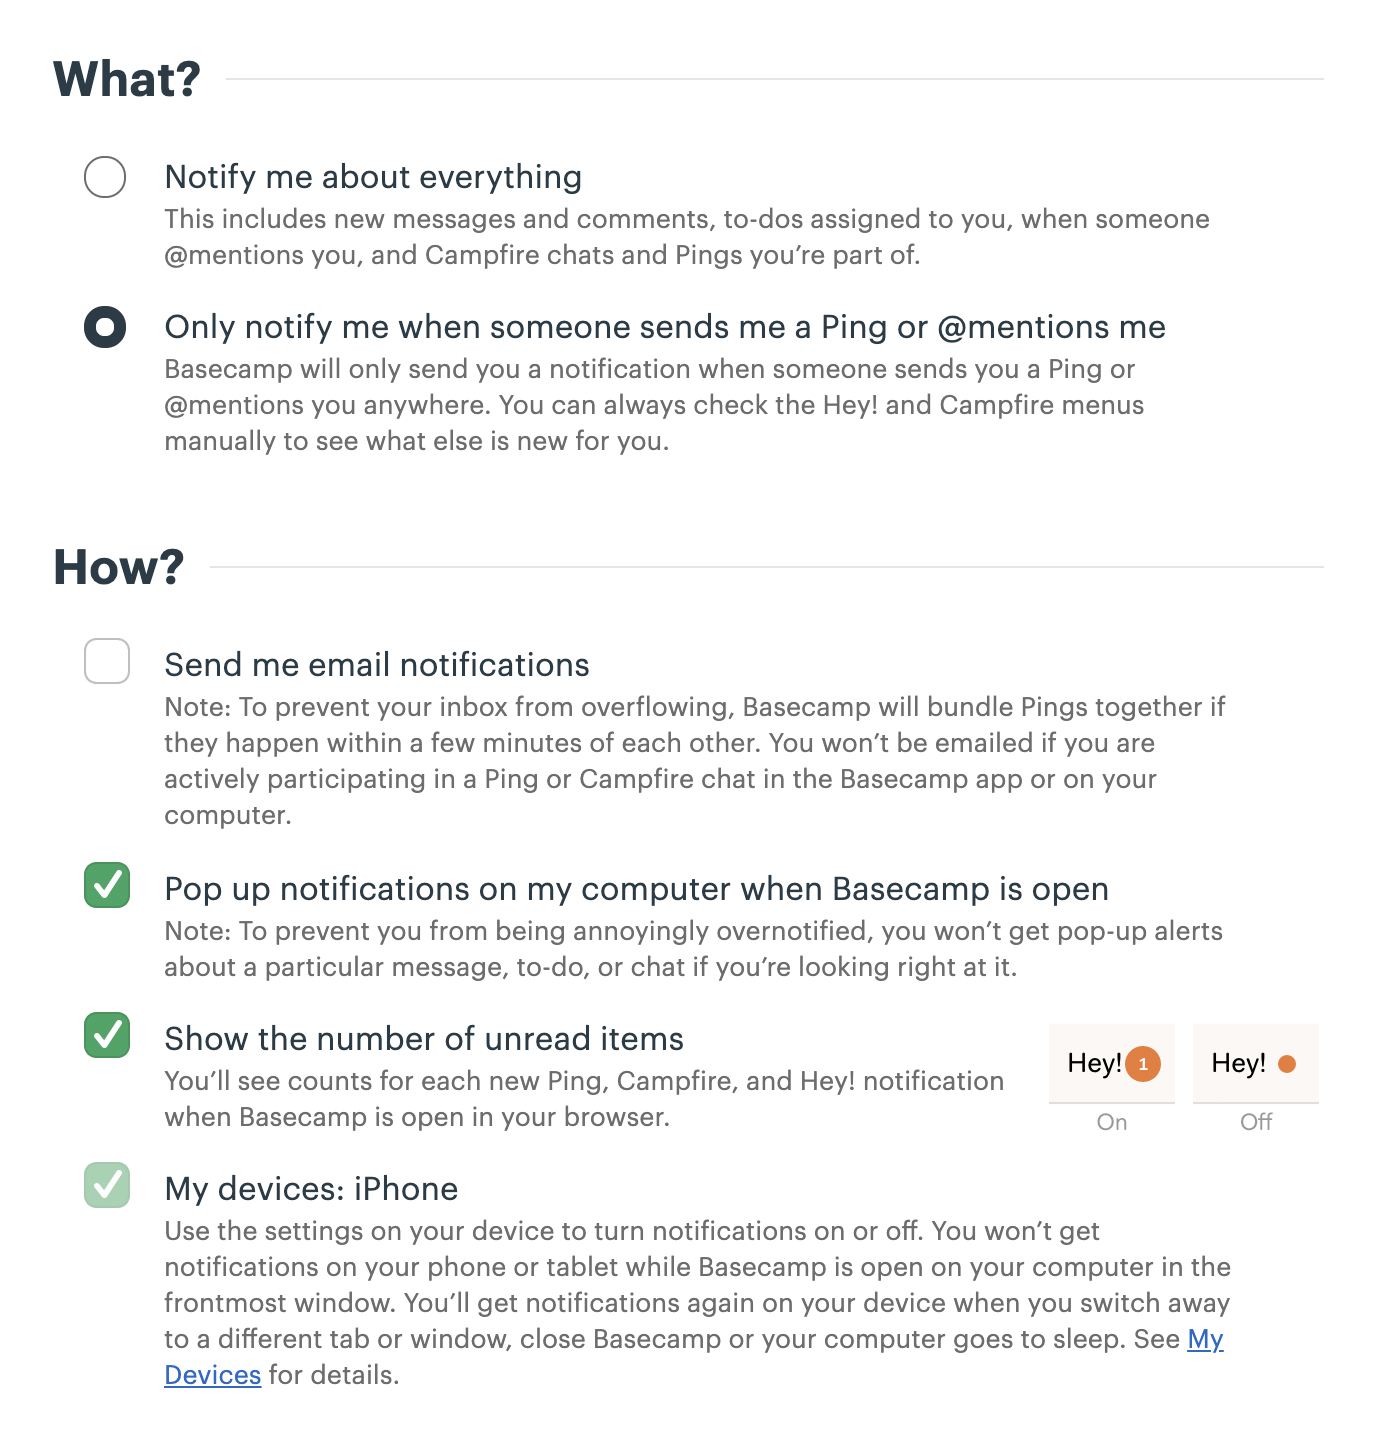 What?
Notify me about everything
This includes new messages and comments, to-dos assigned to you, when someone
@mentions you, and Campfire chats and Pings you’re part of.
Only notify me when someone sends me a Ping or @mentions me
Basecamp will only send you a notification when someone sends you a Ping or
@mentions you anywhere. You can always check the Hey! and Campfire menus
manually to see what else is new for you.
How?
Send me email notifications
Note: To prevent your inbox from overflowing, Basecamp will bundle Pings together if
they happen within a few minutes of each other. You won’t be emailed if you are
actively participating in a Ping or Campfire chat in the Basecamp app or on your
computer.
Pop up notifications on my computer when Basecamp is open
Note: To prevent you from being annoyingly overnotified, you won’t get pop-up alerts
about a particular message, to-do, or chat if you’re looking right at it.
Show the number of unread items
You’ll see counts for each new Ping, Campfire, and Hey! notification
when Basecamp is open in your browser.
Hey! 1
On
Hey!
Off
My devices: iPhone
Use the settings on your device to turn notifications on or off. You won’t get
notifications on your phone or tablet while Basecamp is open on your computer in the
frontmost window. You’ll get notifications again on your device when you switch away
to a different tab or window, close Basecamp or your computer goes to sleep. See My
Devices for details.